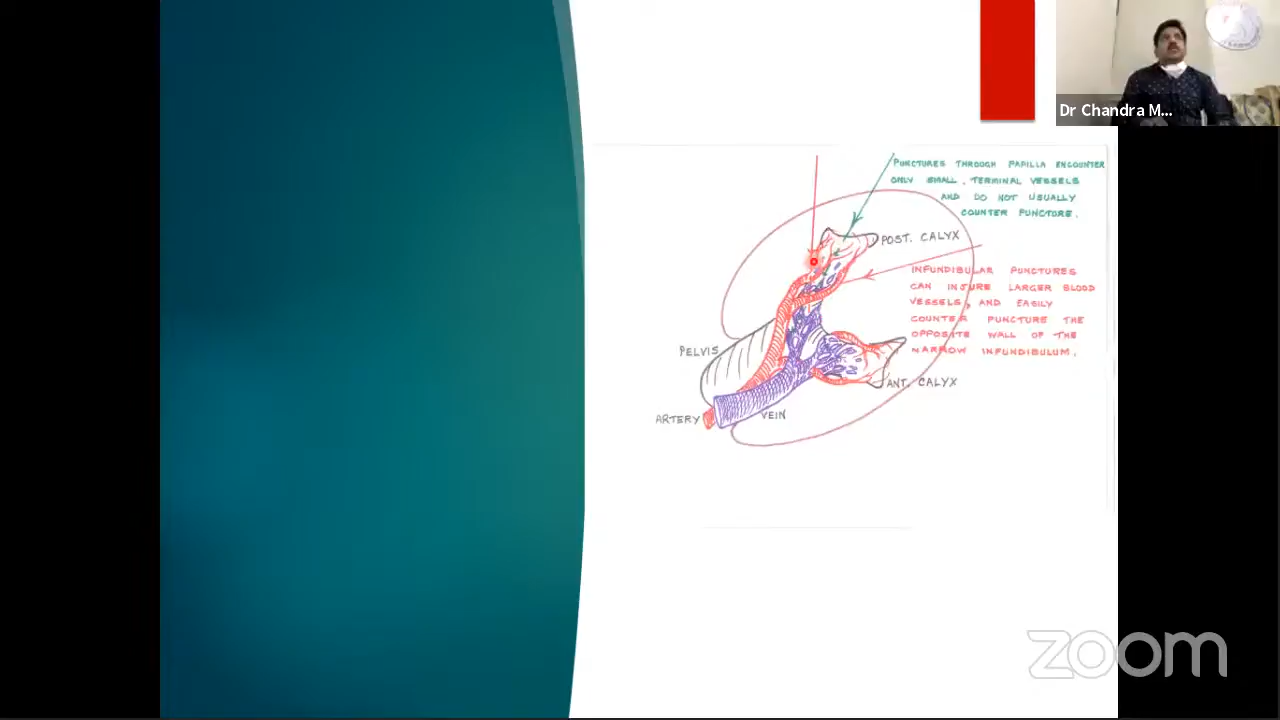 Dr Chandra M...
PUNCTURES THROUGH PAPILLA ENCOUNTER
ONLY SMALL, TERMINAL VESSELS
AND DO NOT USUALLY
COUNTER PUNCTURE.
POST. CALYX
INFUNDIBULAR PUNCTURES
CAN INJURE LARGER BLOOD
VESSELS, AND EASILY
COUNTER PUNCTURE THE
OPPOSITE WALL OF THE
NARROW INFUNDIBULUM.
PELVIS
ANT. CALYX
ARTERY
VEIN
zoom